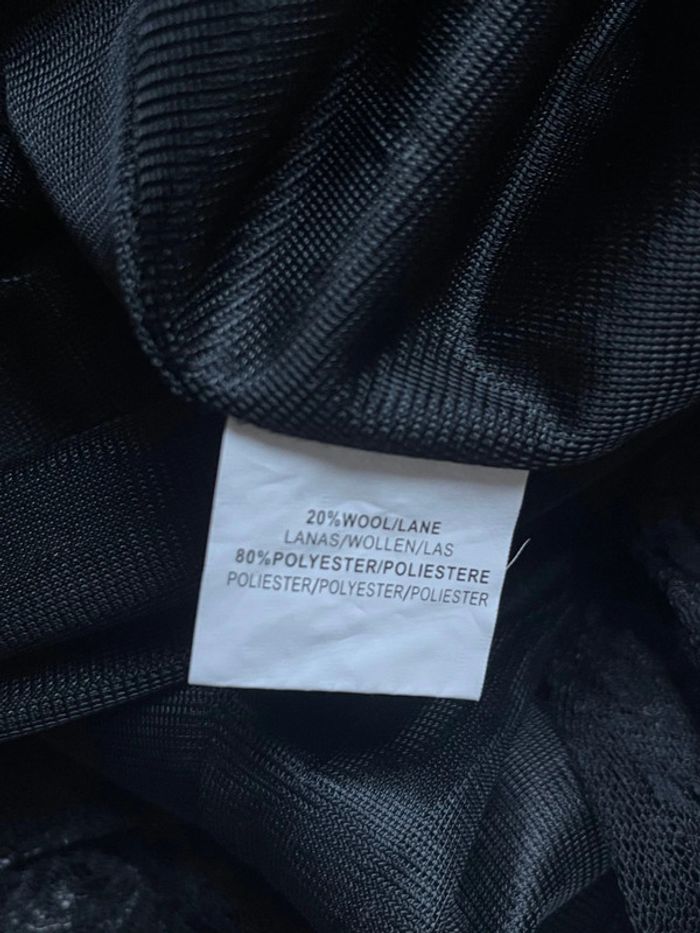 20%WOOL/LANE
LANAS/WOLLEN/LAS
80%POLYESTER/POLIESTERE
POLIESTER/POLYESTER/POLIESTER